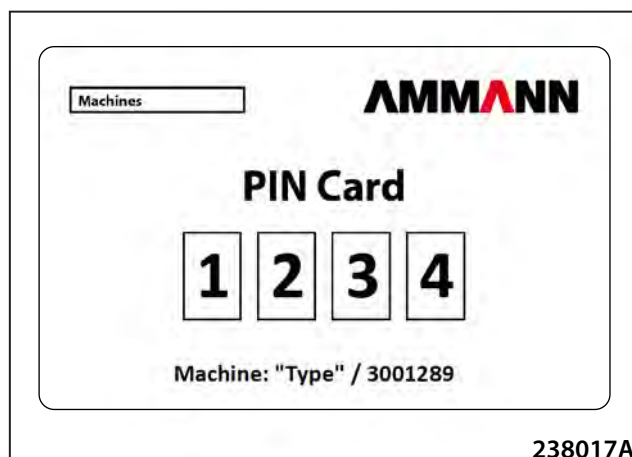 Machines
AMMANN
PIN Card
1 2 3 4
Machine: "Type" / 3001289
238017A